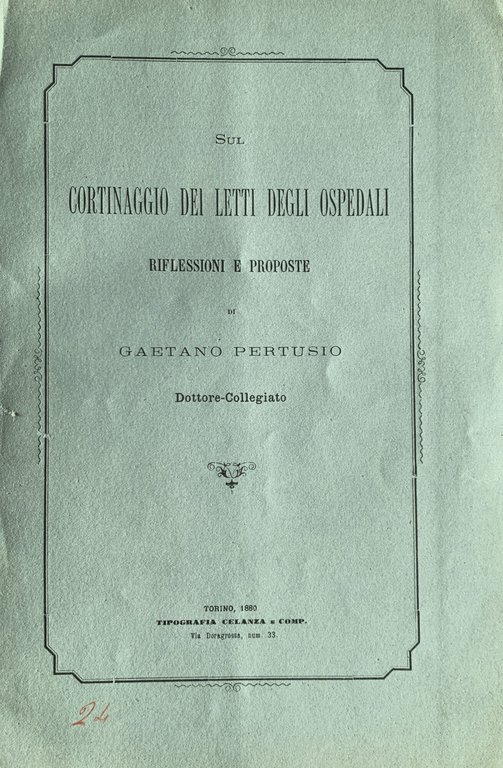 SUL
CORTINAGGIO DEI LETTI DEGLI OSPEDALI
RIFLESSIONI E PROPOSTE
DI
GAETANO PERTUSIO
Dottore-Collegiato
TORINO, 1880
TIPOGRAFIA CELANZA E COMP.
Via Doragrossa, num. 33.
24